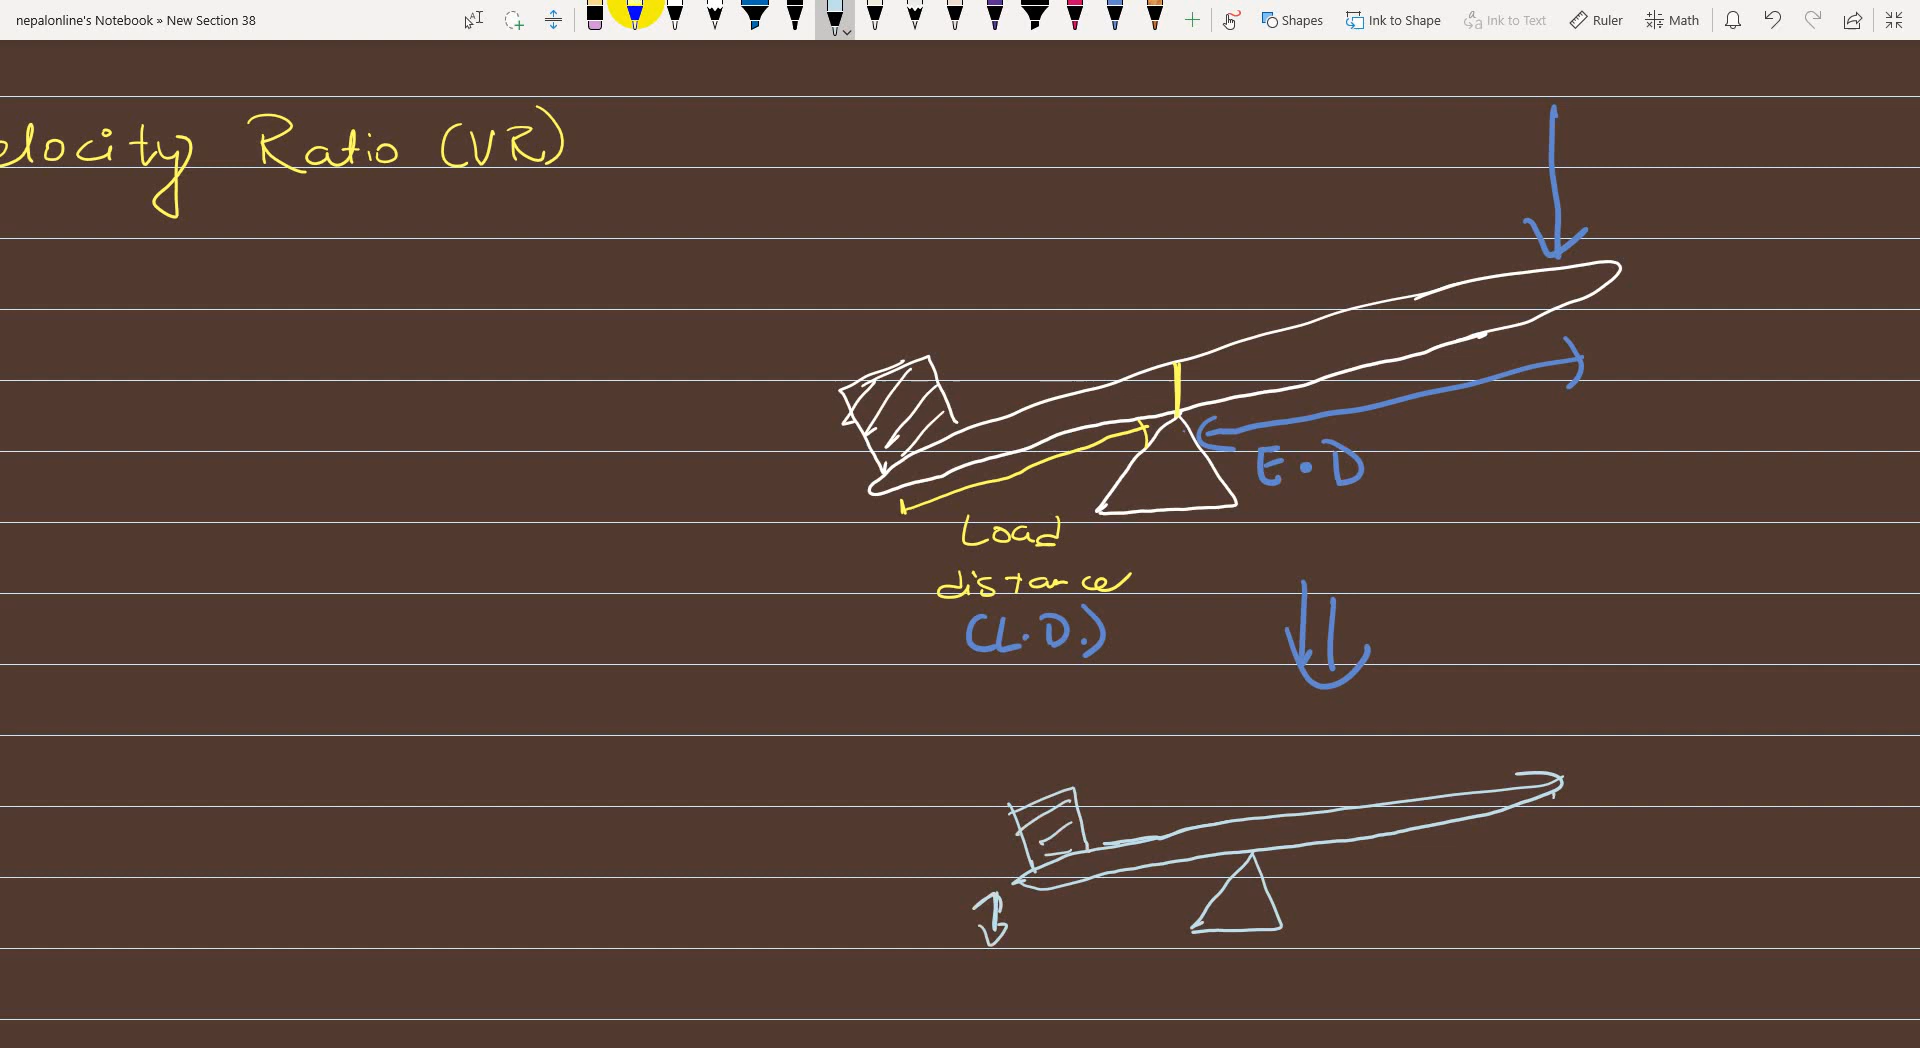 nepalonline's Notebook » New Section 38
Shapes
Ink to Shape
Ink to Text
Ruler
Math
elocity Ratio (VR)
E.D
Load
distance
(L.D.)